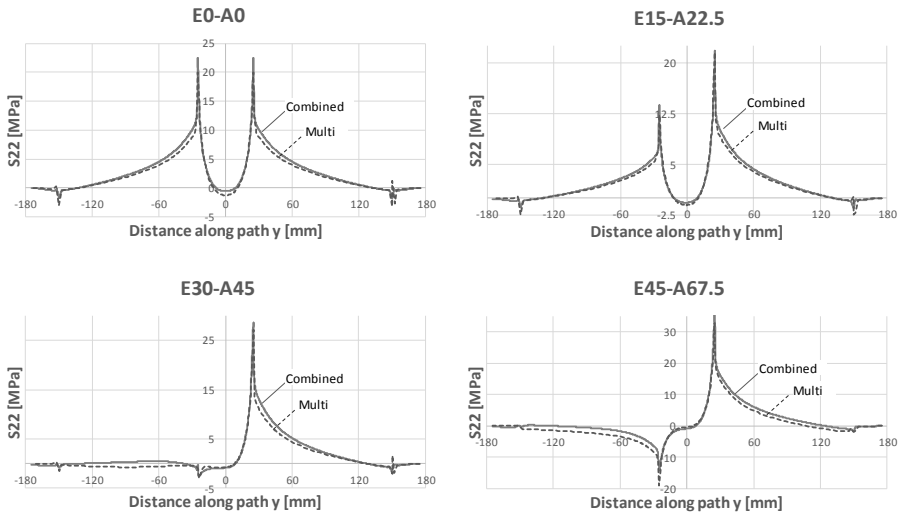 E0-A0
S22 [MPa]
25
20
15
10
5
0
-5
-180
-120
-60
0
60
120
180
Combined
Multi
Distance along path y [mm]
E15-A22.5
S22 [MPa]
20
12.5
5
-2.5
-180
-120
-60
0
60
120
180
Combined
Multi
Distance along path y [mm]
E30-A45
S22 [MPa]
25
15
5
-5
-180
-120
-60
0
60
120
180
Combined
Multi
Distance along path y [mm]
E45-A67.5
S22 [MPa]
30
20
10
0
-10
-20
-180
-120
-60
0
60
120
180
Combined
Multi
Distance along path y [mm]